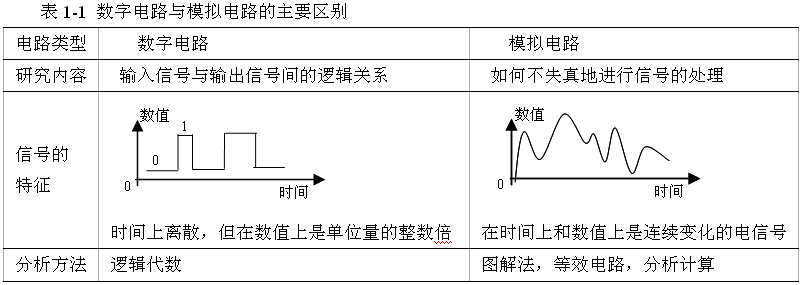 表 1-1 数字电路与模拟电路的主要区别
电路类型 数字电路 模拟电路
研究内容 输入信号与输出信号间的逻辑关系 如何不失真地进行信号的处理
信号的
特征
数值
1
0
0
时间
时间上离散，但在数值上是单位量的整数倍
数值
0
时间
在时间上和数值上是连续变化的电信号
分析方法 逻辑代数 图解法，等效电路，分析计算